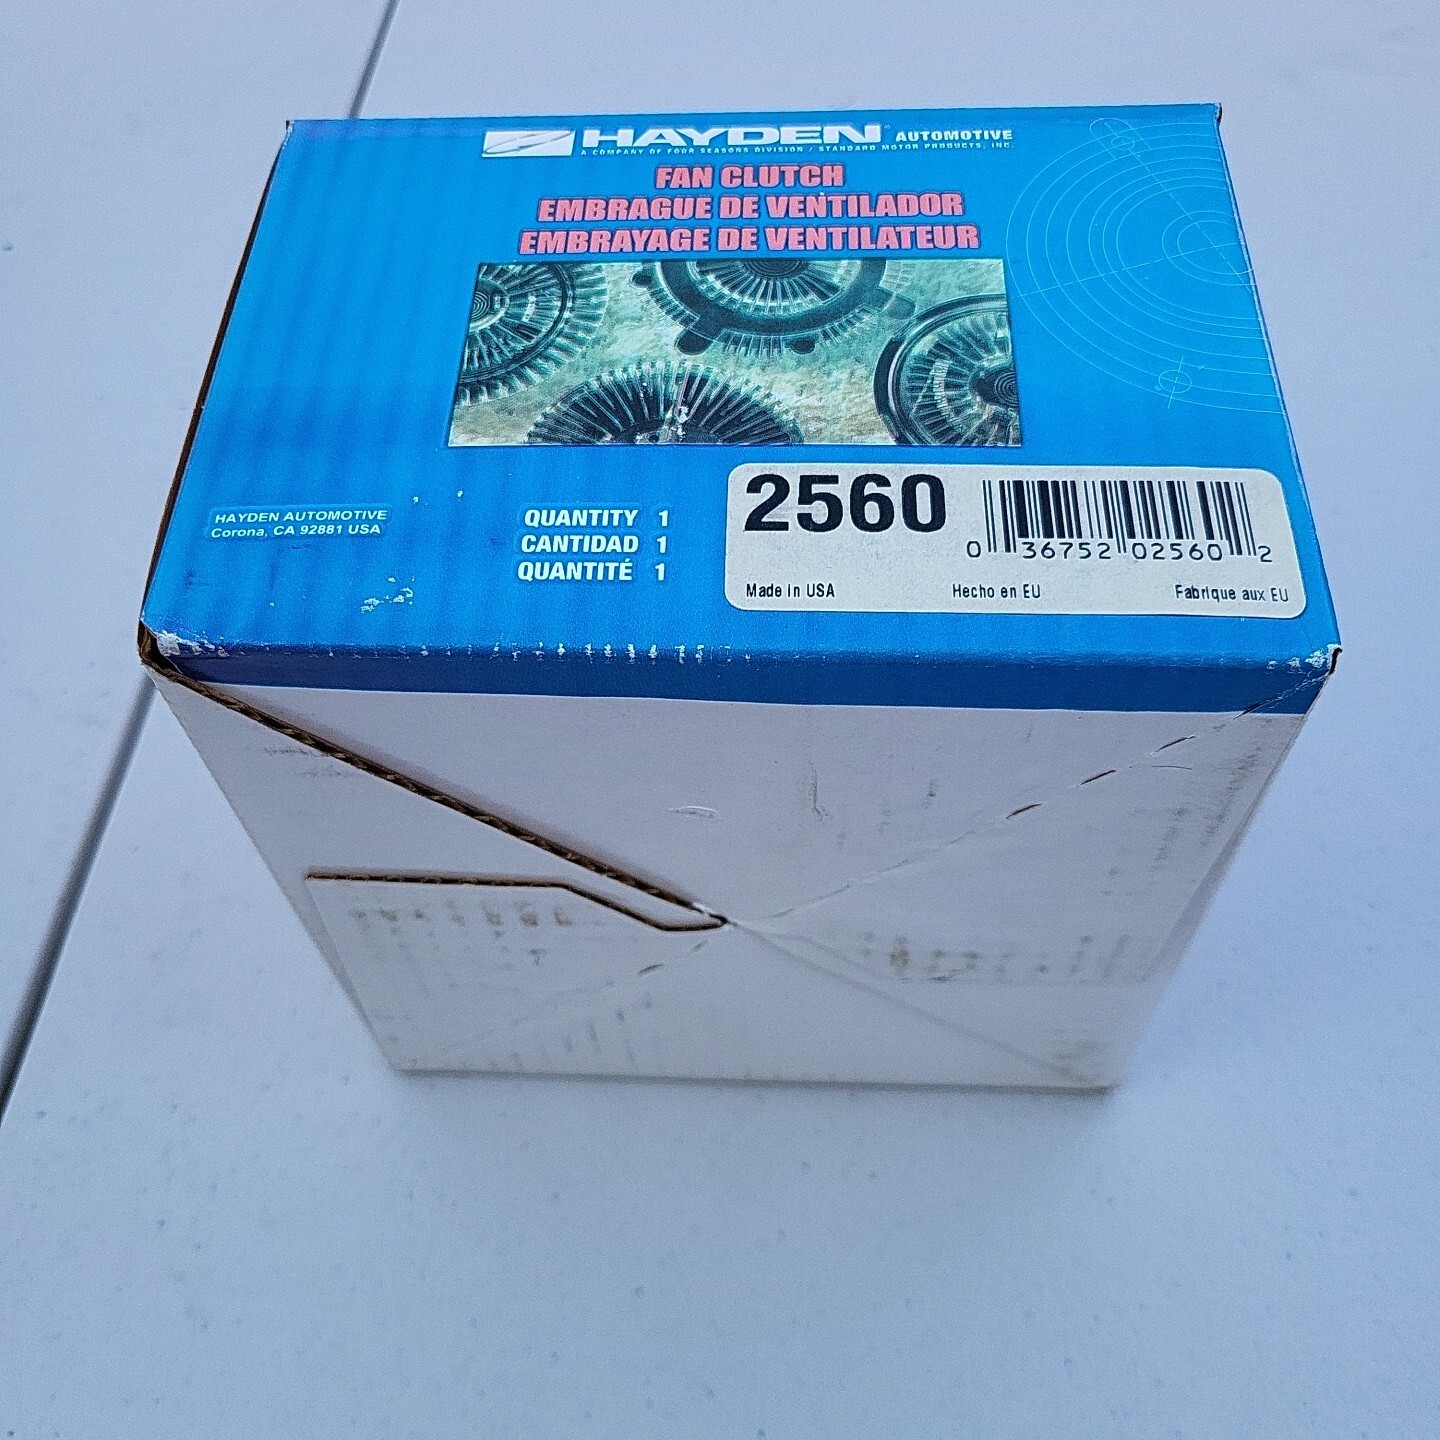 HAYDEN AUTOMOTIVE
A COMPANY OF FOUR SEASONS DIVISION / STANDARD MOTOR PRODUCTS, INC.
FAN CLUTCH
EMBRAGUE DE VENTILADOR
EMBRAYAGE DE VENTILATEUR
HAYDEN AUTOMOTIVE
Corona, CA 92881 USA
QUANTITY 1
CANTIDAD 1
QUANTITÉ 1
2560
0 36752 02560 2
Made in USA
Hecho en EU
Fabrique aux EU